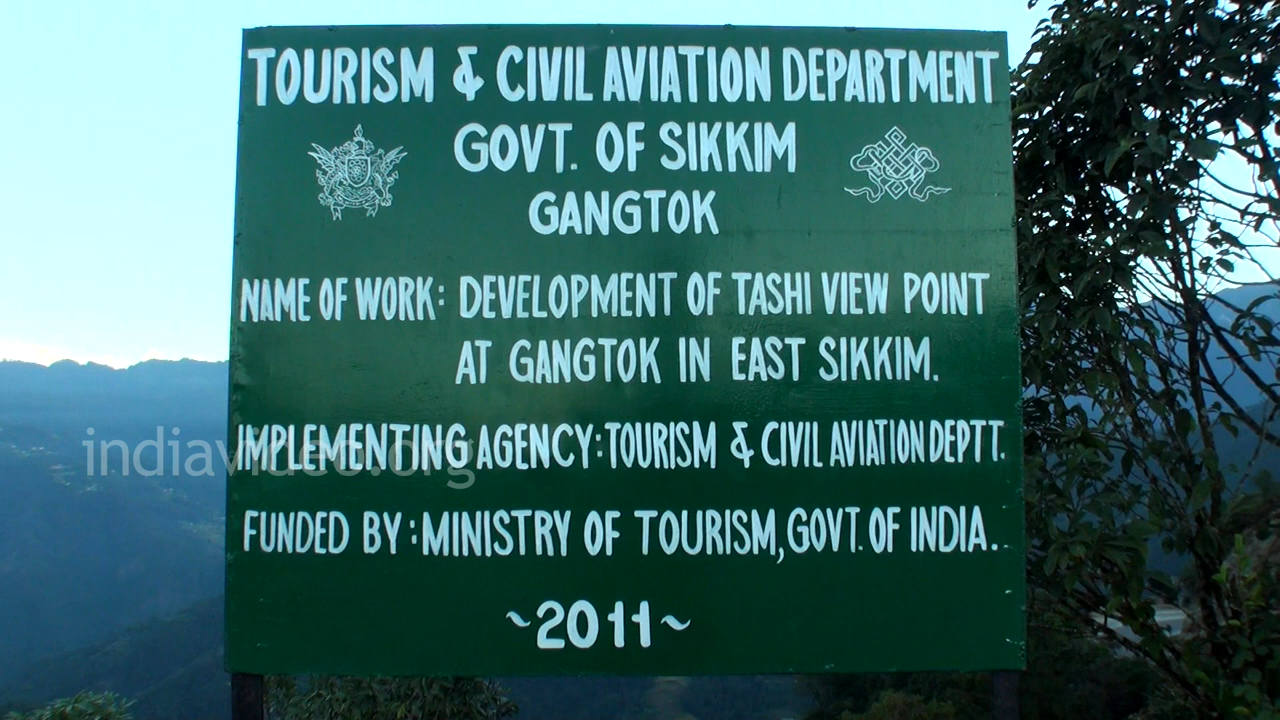 TOURISM & CIVIL AVIATION DEPARTMENT
GOVT. OF SIKKIM
GANGTOK
NAME OF WORK: DEVELOPMENT OF TASHI VIEW POINT
AT GANGTOK IN EAST SIKKIM.
IMPLEMENTING AGENCY: TOURISM & CIVIL AVIATION DEPTT.
FUNDED BY: MINISTRY OF TOURISM, GOVT. OF INDIA.
~2011~
indiavideo.org